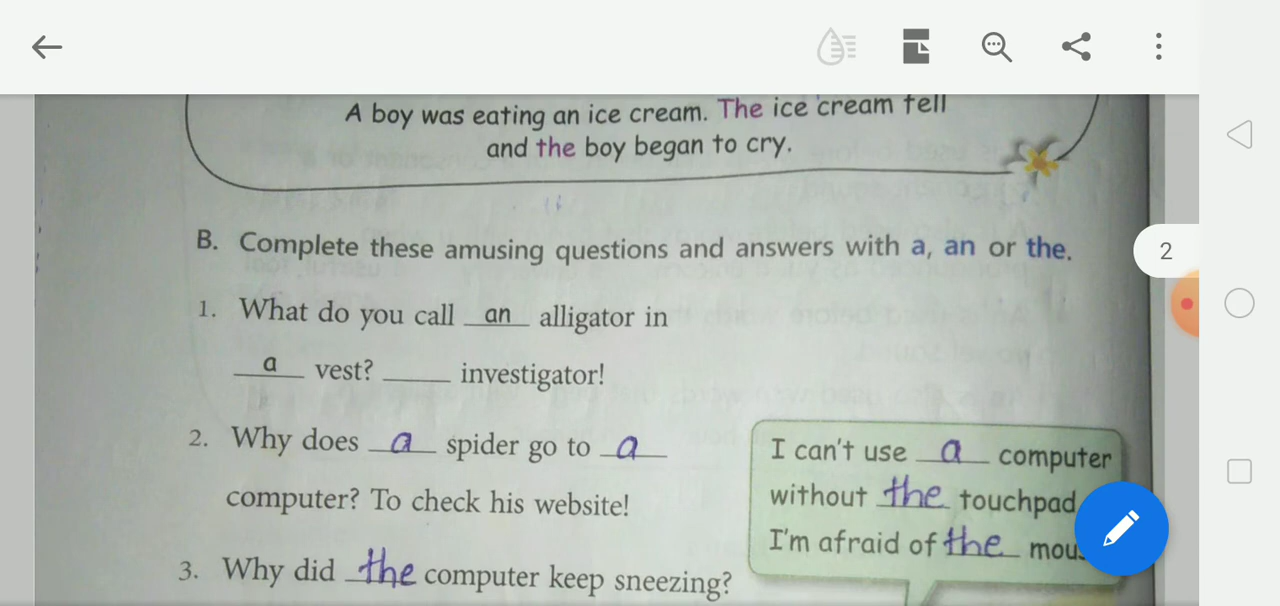 A boy was eating an ice cream. The ice cream fell
and the boy began to cry.
B. Complete these amusing questions and answers with a, an or the.
2
1. What do you call an alligator in
a vest? ____ investigator!
2. Why does a spider go to a
computer? To check his website!
I can't use a computer
without the touchpad
I'm afraid of the
3. Why did the computer keep sneezing?